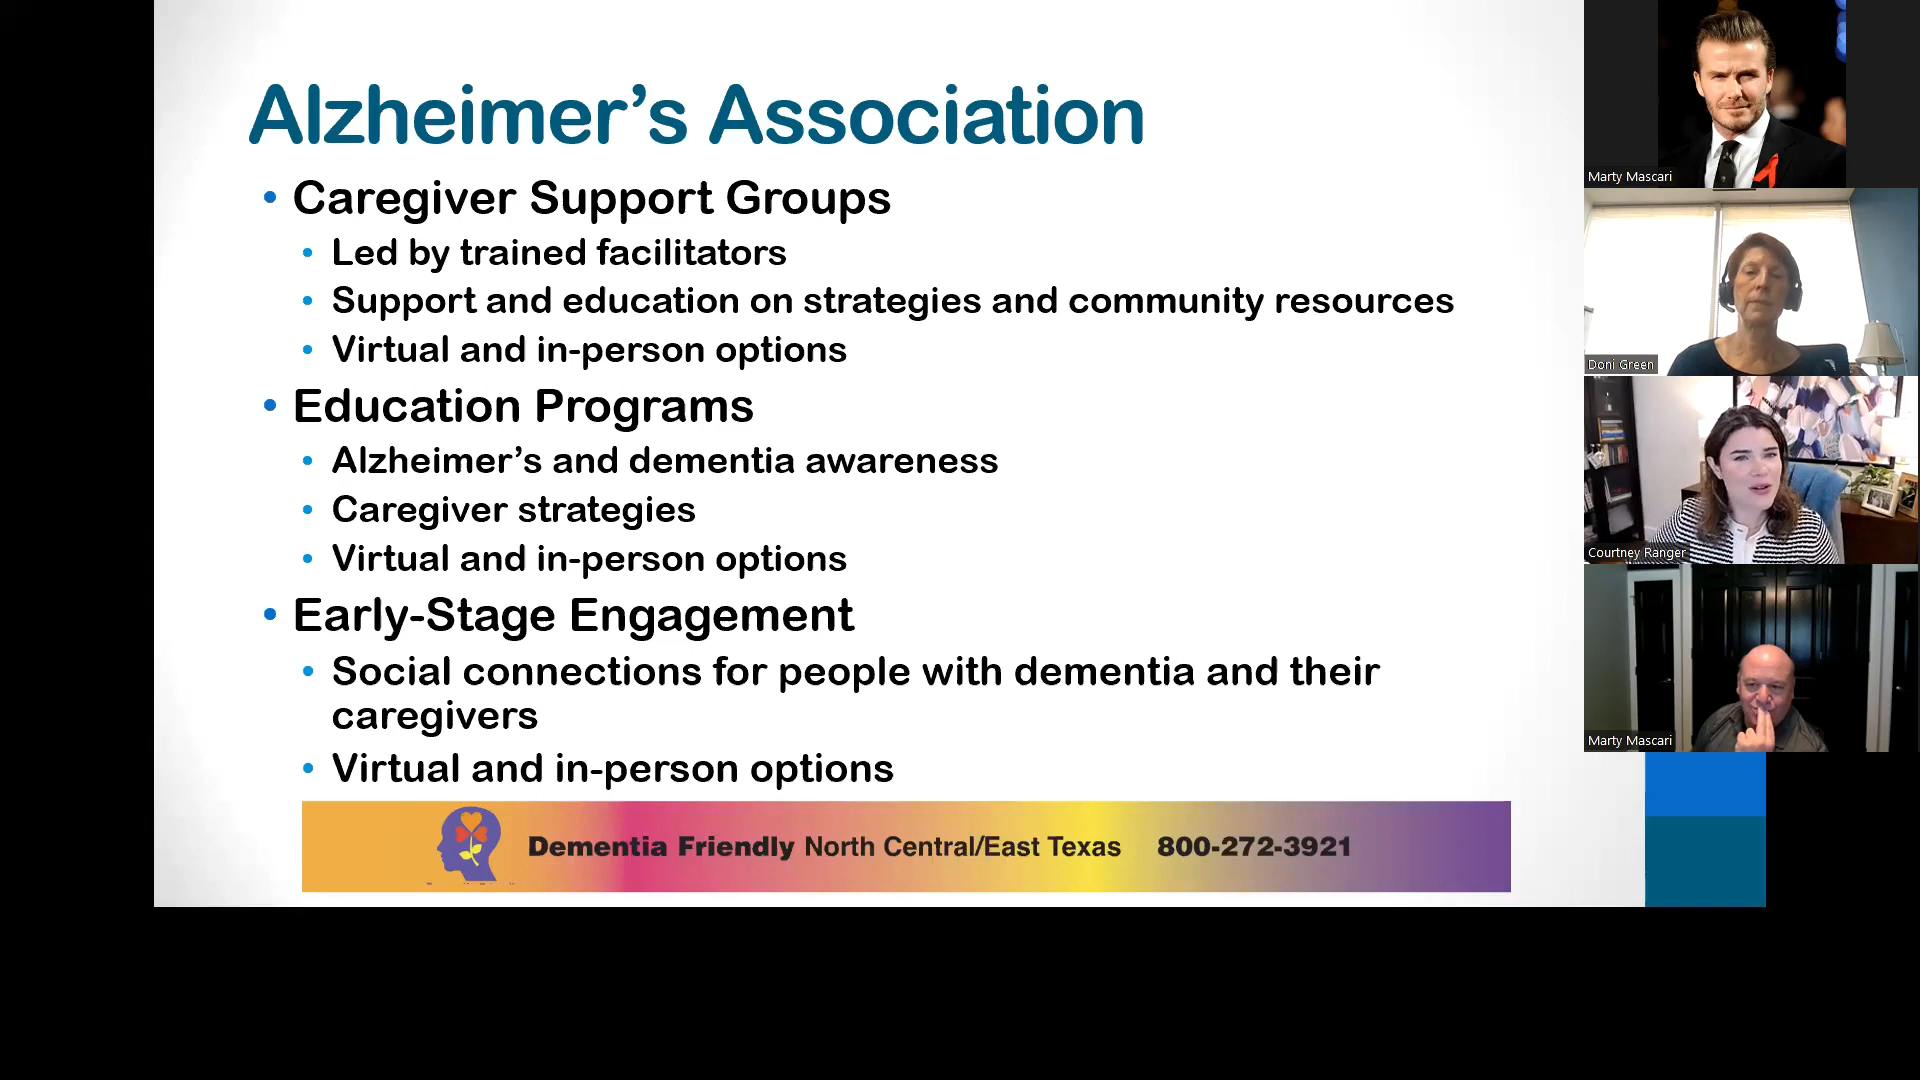 Alzheimer’s Association
• Caregiver Support Groups
• Led by trained facilitators
• Support and education on strategies and community resources
• Virtual and in-person options
• Education Programs
• Alzheimer’s and dementia awareness
• Caregiver strategies
• Virtual and in-person options
• Early-Stage Engagement
• Social connections for people with dementia and their
caregivers
• Virtual and in-person options
Dementia Friendly North Central/East Texas 800-272-3921
Marty Mascari
Doni Green
Courtney Ranger
Marty Mascari